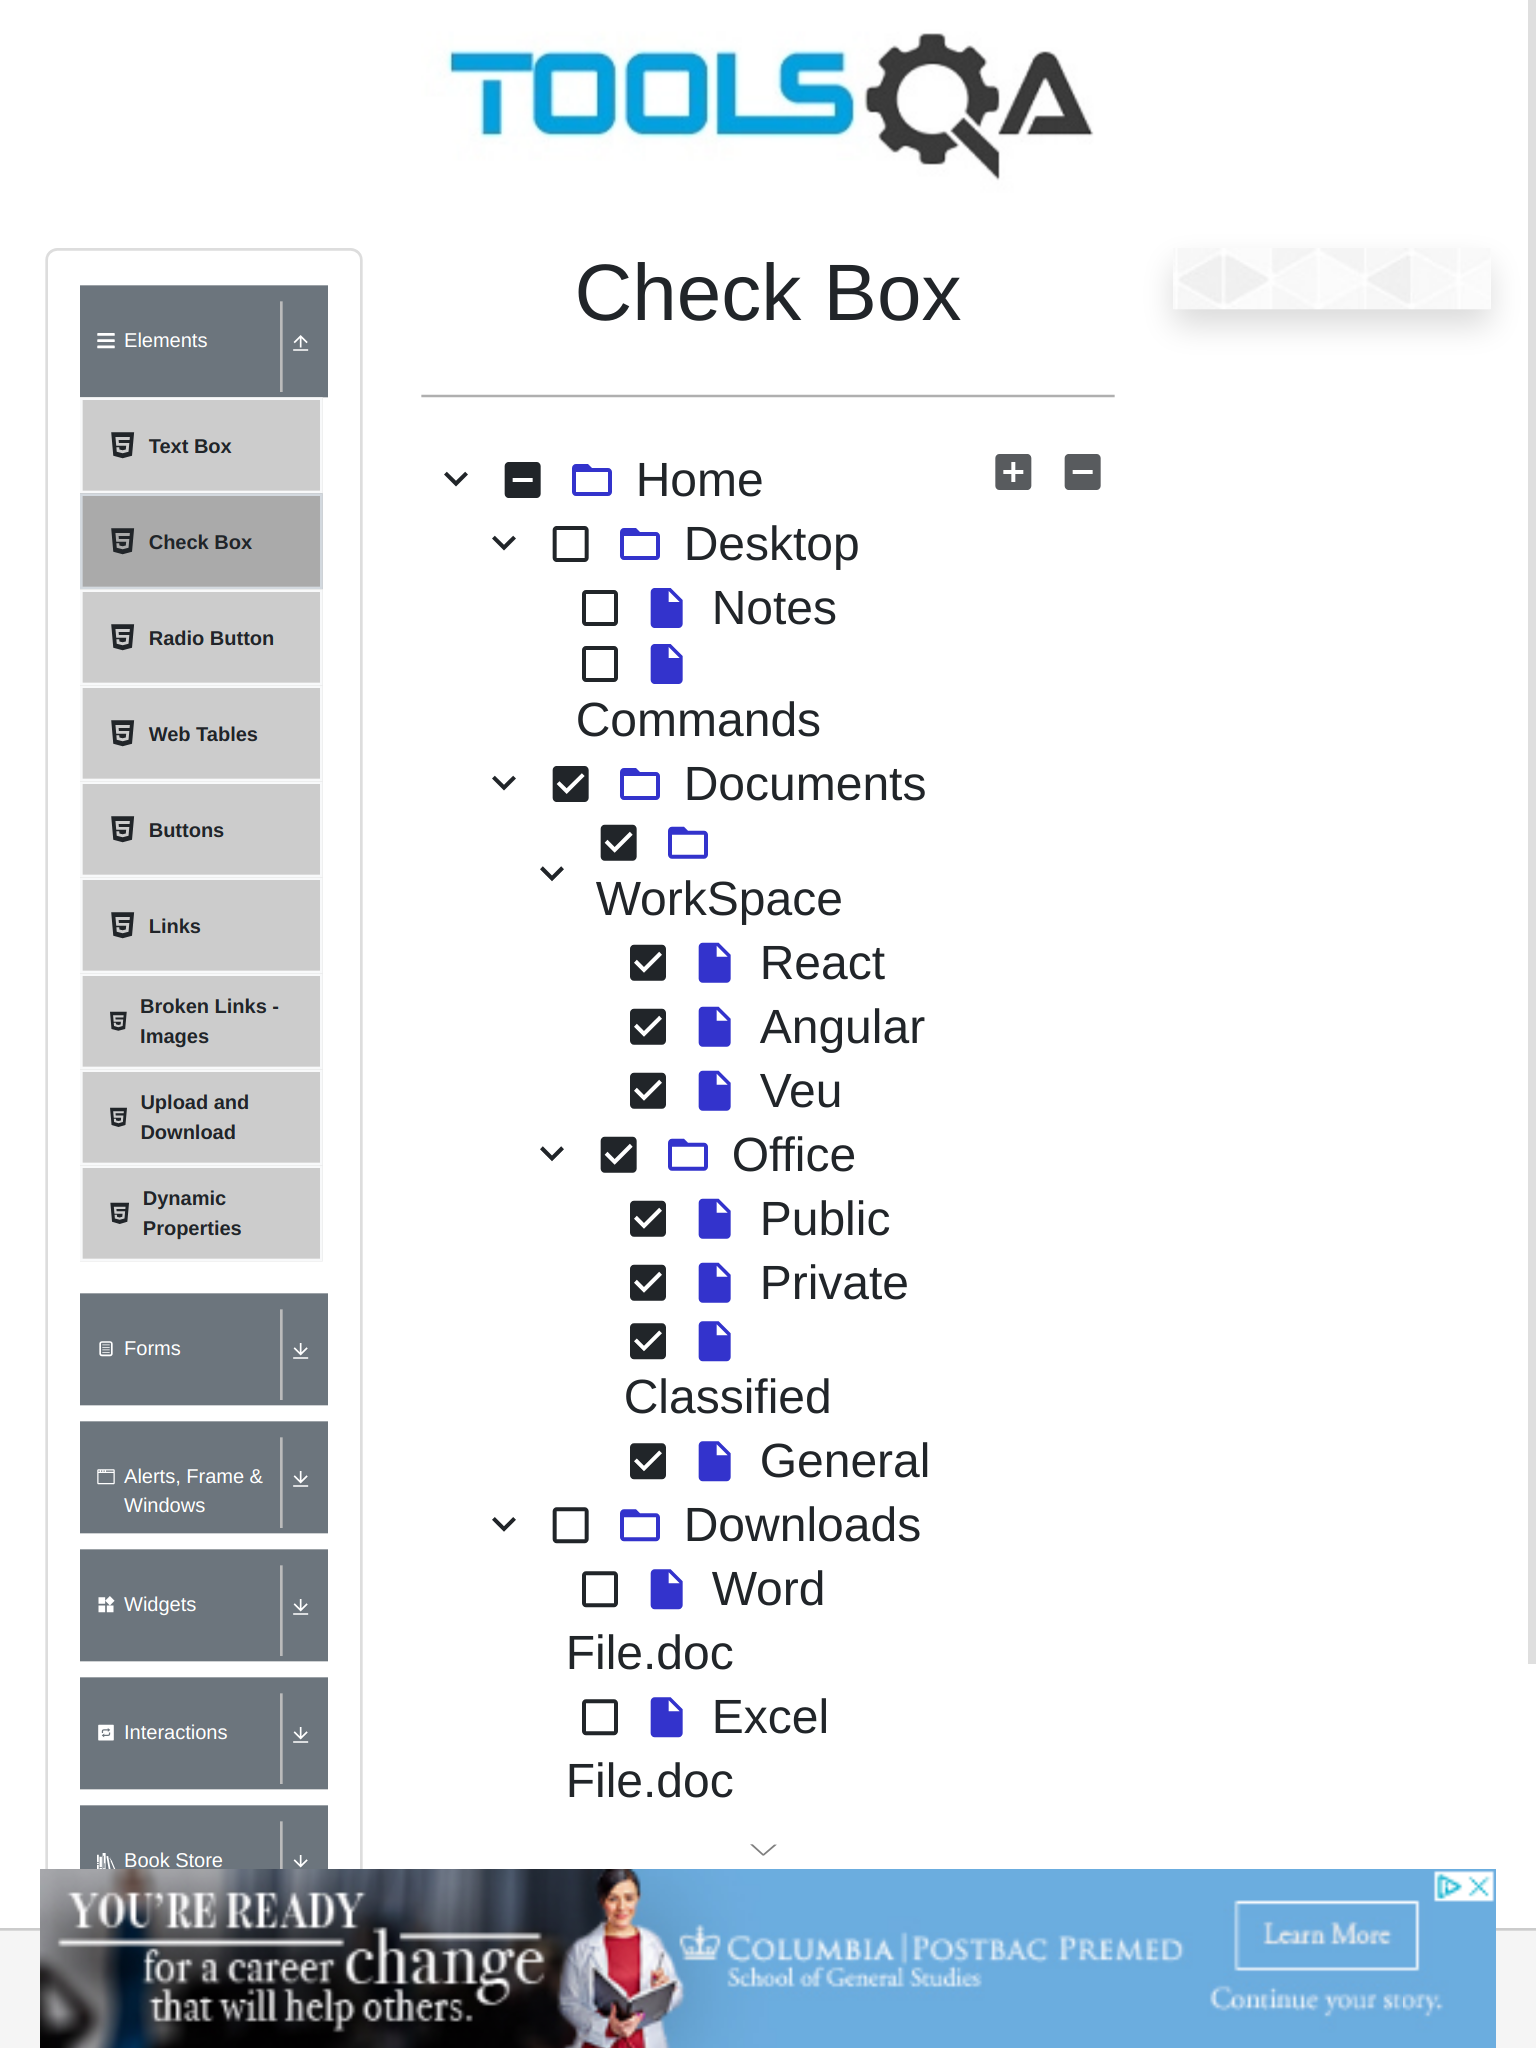 TOOLSQA
Check Box
Elements
Text Box
Check Box
Radio Button
Web Tables
Buttons
Links
Broken Links -
Images
Upload and
Download
Dynamic
Properties
Forms
Alerts, Frame &
Windows
Widgets
Interactions
Book Store
Home
Desktop
Notes
Commands
Documents
WorkSpace
React
Angular
Veu
Office
Public
Private
Classified
General
Downloads
Word
File.doc
Excel
File.doc
YOU'RE READY
for a career change
that will help others.
COLUMBIA | POSTBAC PREMED
School of General Studies
Learn More
Continue your story.